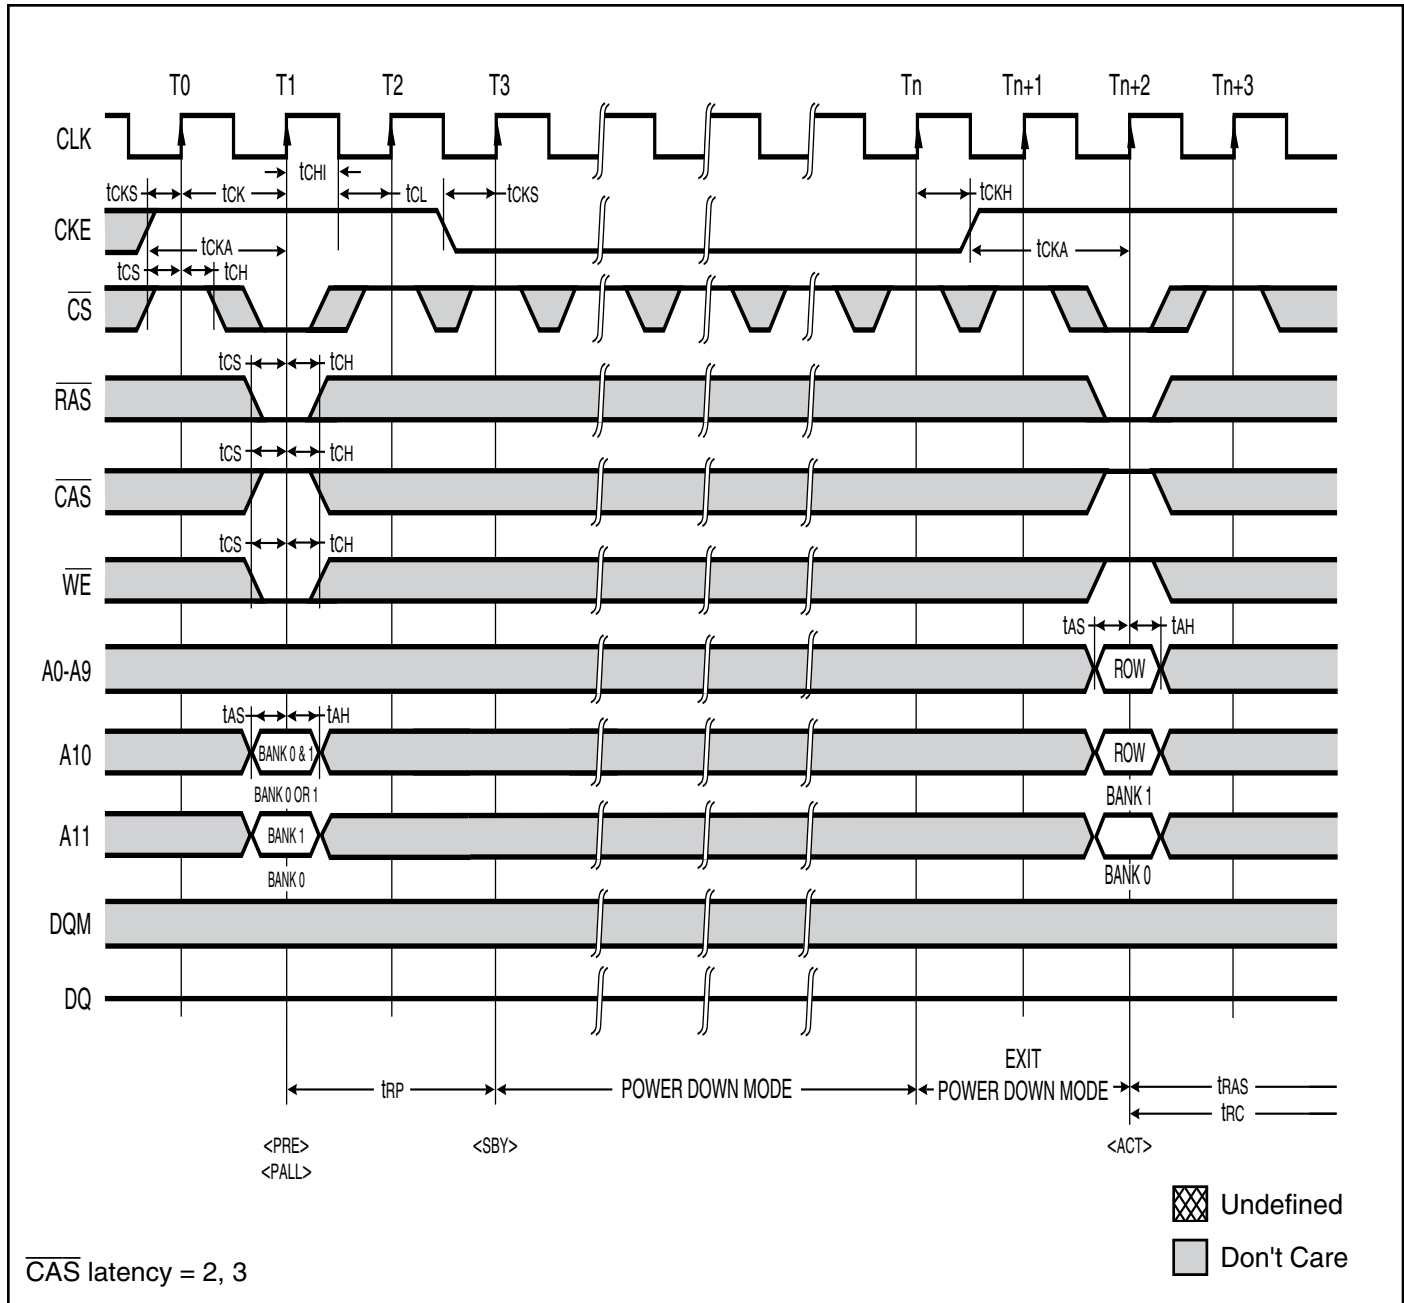 T0 T1 T2 T3 Tn Tn+1 Tn+2 Tn+3
CLK
tCHI
tCKS tCK tCL tCKS tCKH
CKE
tCKA tCKA
tCS tCH
CS
tCS tCH
RAS
tCS tCH
CAS
tCS tCH
WE
tAS tAH
A0-A9 ROW
tAS tAH
A10 BANK 0 & 1 ROW
BANK 0 OR 1 BANK 1
A11 BANK 1
BANK 0 BANK 0
DQM
DQ
EXIT
tRP POWER DOWN MODE POWER DOWN MODE tRAS
tRC
<PRE> <SBY> <ACT>
<PALL>
Undefined
Don't Care
CAS latency = 2, 3